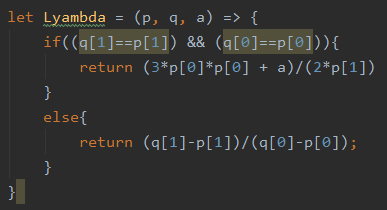 let Lyambda = (p, q, a) => {
    if((q[1]==p[1]) && (q[0]==p[0])){
        return (3*p[0]*p[0] + a)/(2*p[1])
    }
    else{
        return (q[1]-p[1])/(q[0]-p[0]);
    }
}